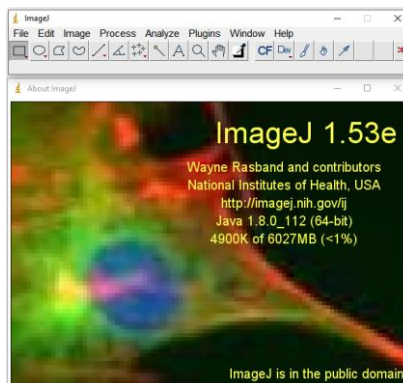 ImageJ
File Edit Image Process Analyze Plugins Window Help
A CF Dev
About ImageJ
ImageJ 1.53e
Wayne Rasband and contributors
National Institutes of Health, USA
http://imagej.nih.gov/ij
Java 1.8.0_112 (64-bit)
4900K of 6027MB (<1%)
ImageJ is in the public domain